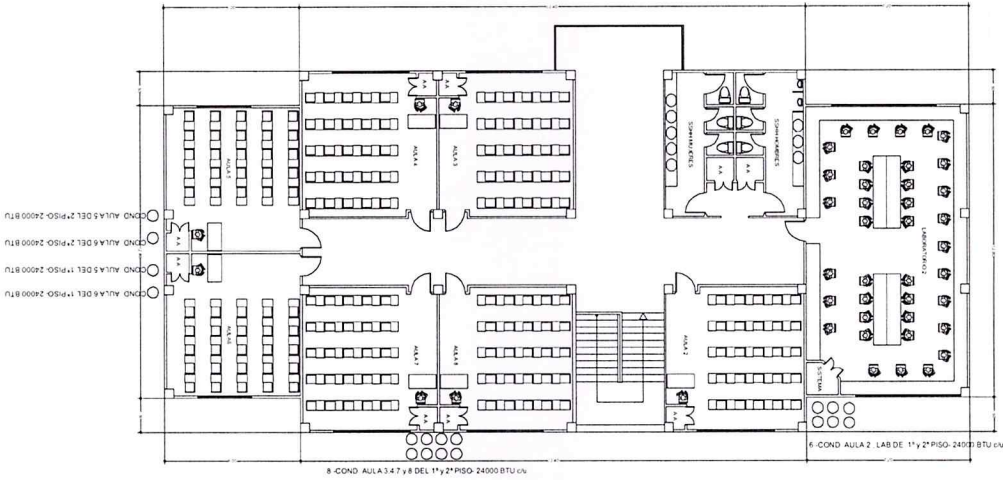 AULA 5
A.A
A.A
AULA 6
AULA 4
A.A
A.A
AULA 3
SSHH MUJERES
SSHH HOMBRES
A.A
A.A
LABORATORIO 2
SISTEMA
AULA 7
A.A
A.A
AULA 8
AULA 2
A.A
COND AULA 5 DEL 2º PISO- 24000 BTU
COND AULA 6 DEL 2º PISO- 24000 BTU
COND AULA 5 DEL 1º PISO- 24000 BTU
COND AULA 6 DEL 1º PISO- 24000 BTU
6 -COND AULA 2 , LAB DE 1º y 2º PISO- 24000 BTU c/u
8 -COND AULA 3.4.7 y 8 DEL 1º y 2º PISO- 24000 BTU c/u